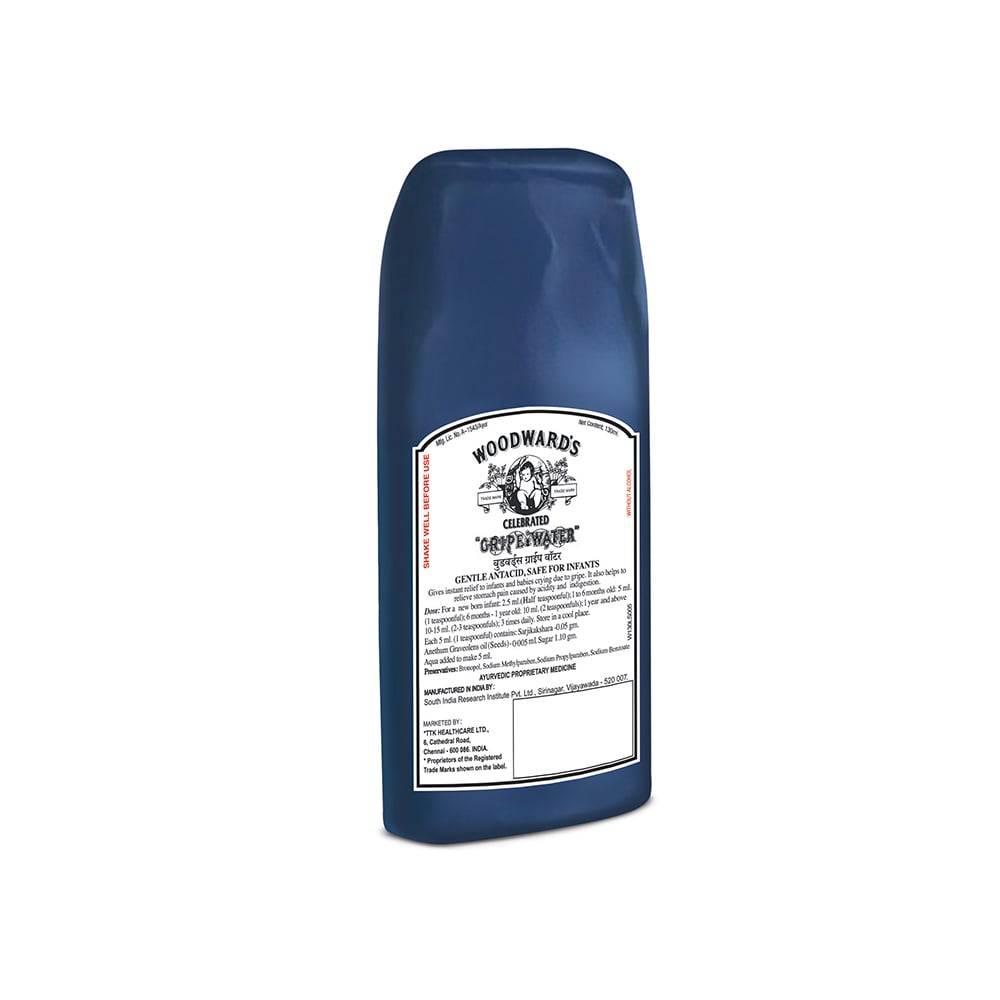 Mfg. Lic. No. A-1543/Ayur
Net Content. 130ml.
SHAKE WELL BEFORE USE
WOODWARD'S
TRADE MARK
TRADE MARK
WITHOUT ALCOHOL
CELEBRATED
"GRIPE WATER"
वुडवर्ड्स ग्राईप वॉटर
GENTLE ANTACID, SAFE FOR INFANTS
Gives instant relief to infants and babies crying due to gripe. It also helps to
relieve stomach pain caused by acidity and indigestion.
Dose: For a new born infant: 2.5 ml.(Half teaspoonful); 1 to 6 months old: 5 ml.
(1 teaspoonful); 6 months - 1 year old: 10 ml. (2 teaspoonfuls); 1 year and above
10-15 ml. (2-3 teaspoonfuls); 3 times daily. Store in a cool place.
Each 5 ml. (1 teaspoonful) contains: Sarjikakshara -0.05 gm.
Anethum Graveolens oil (Seeds) - 0·005 ml. Sugar 1.10 gm.
Aqua added to make 5 ml.
Preservatives: Bronopol, Sodium Methylparaben, Sodium Propylparaben, Sodium Benzoate
W130LS005
AYURVEDIC PROPRIETARY MEDICINE
MANUFACTURED IN INDIA BY :
South India Research Institute Pvt. Ltd., Sirinagar, Vijayawada - 520 007.
MARKETED BY :
*TTK HEALTHCARE LTD.,
6, Cathedral Road,
Chennai - 600 086. INDIA.
* Proprietors of the Registered
Trade Marks shown on the label.